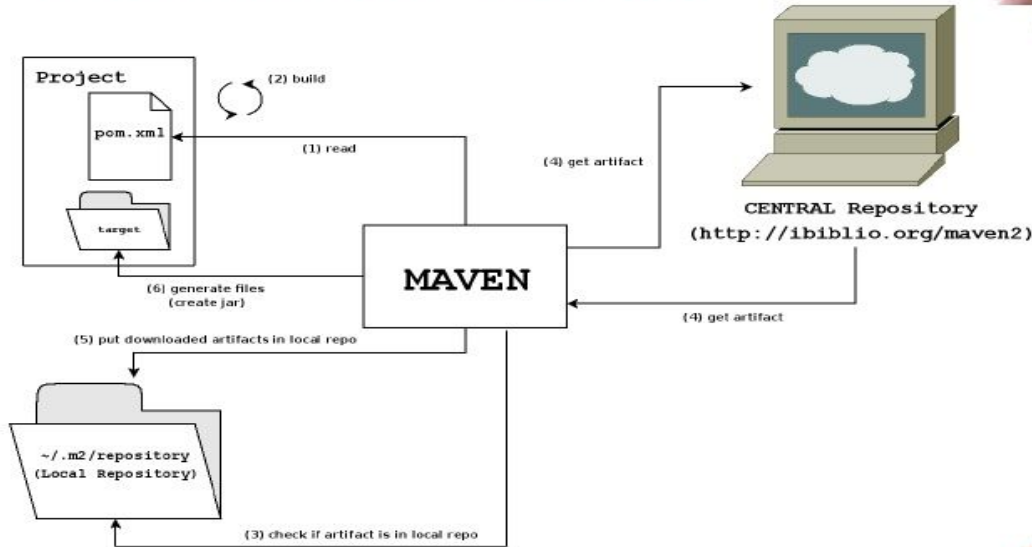 Project
(2) build
pom.xml
(1) read
(4) get artifact
target
CENTRAL Repository
(http://ibiblio.org/maven2)
MAVEN
(6) generate files
(create jar)
(4) get artifact
(5) put downloaded artifacts in local repo
~/.m2/repository
(Local Repository)
(3) check if artifact is in local repo